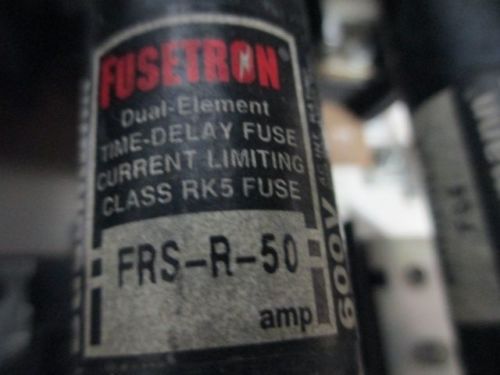 FUSETRON
Dual-Element
TIME-DELAY FUSE
CURRENT LIMITING
CLASS RK5 FUSE
FRS-R-50
amp
600V